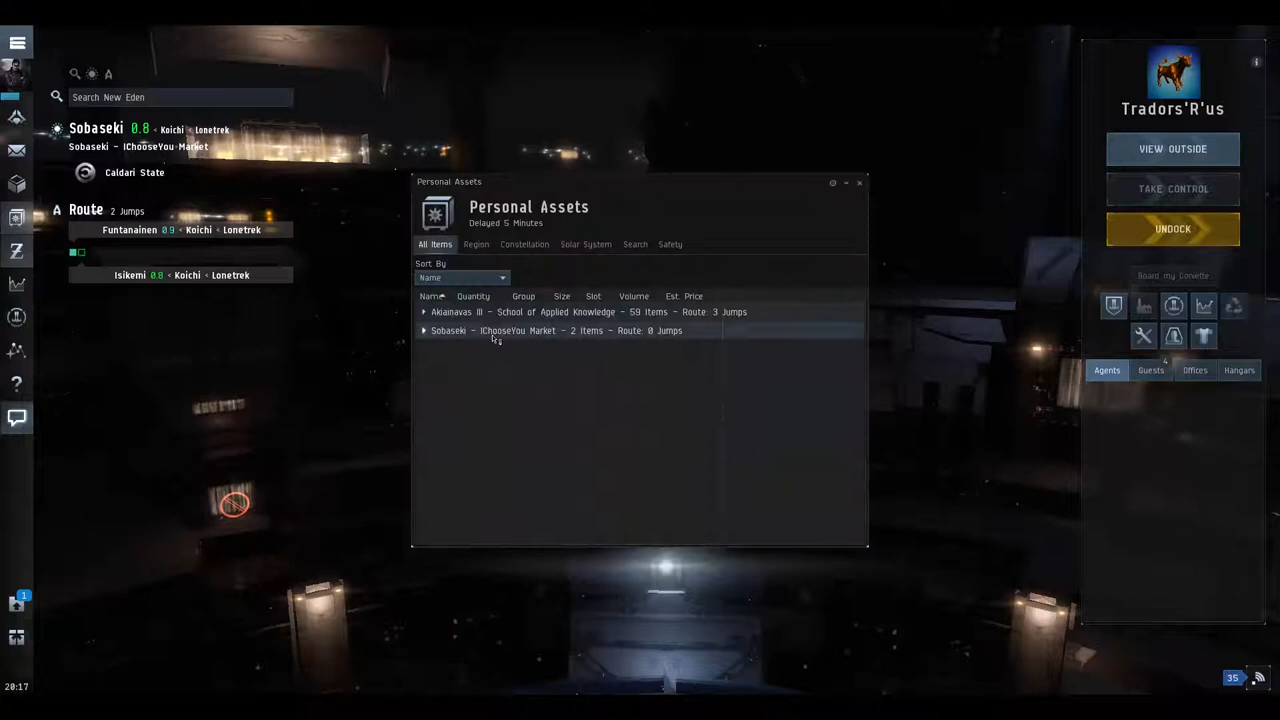 Search New Eden
Sobaseki 0.8 < Koichi < Lonetrek
Sobaseki - IChooseYou Market
Caldari State
A Route 2 Jumps
Funtanainen 0.9 < Koichi < Lonetrek
Isikemi 0.8 < Koichi < Lonetrek
Personal Assets
Personal Assets
Delayed 5 Minutes
All Items Region Constellation Solar System Search Safety
Sort By
Name
Name Quantity Group Size Slot Volume Est. Price
Akiainavas III - School of Applied Knowledge - 59 Items - Route: 3 Jumps
Sobaseki - IChooseYou Market - 2 Items - Route: 0 Jumps
Tradors'R'us
VIEW OUTSIDE
TAKE CONTROL
UNDOCK
Board my Corvette
4
Agents Guests Offices Hangars
1
20:17
35